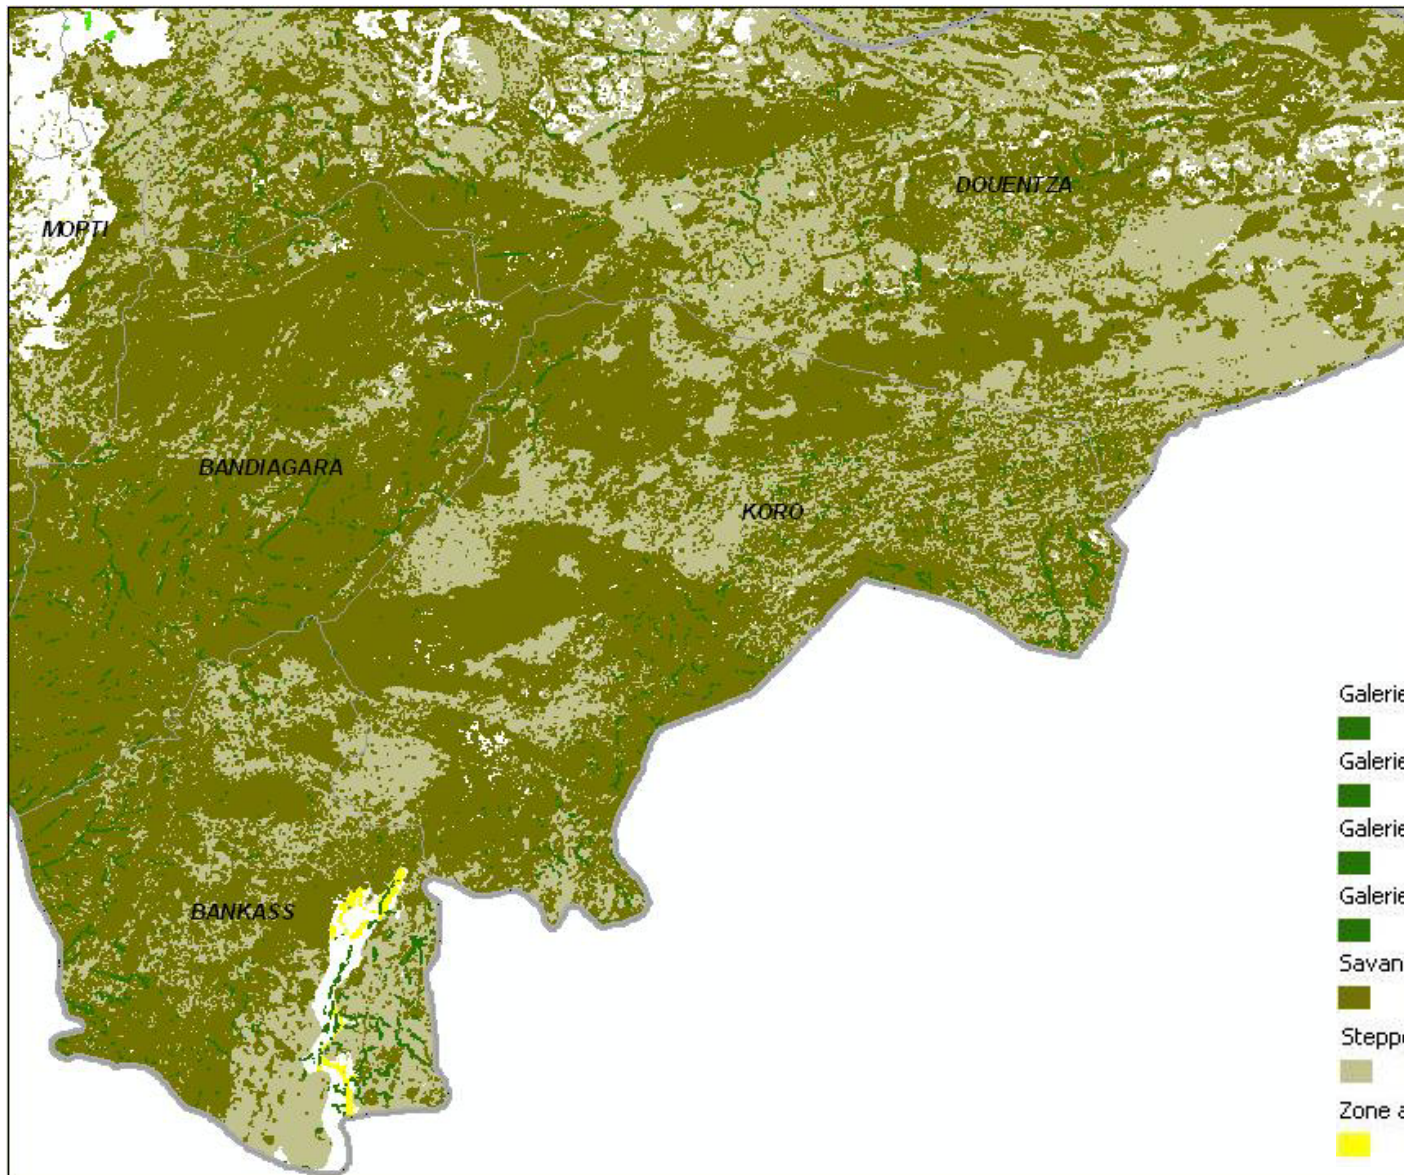 DOUENTZA
MOPTI
BANDIAGARA
KORO
BANKASS
Galerie
Galerie
Galerie
Galerie
Savan
Steppe
Zone a